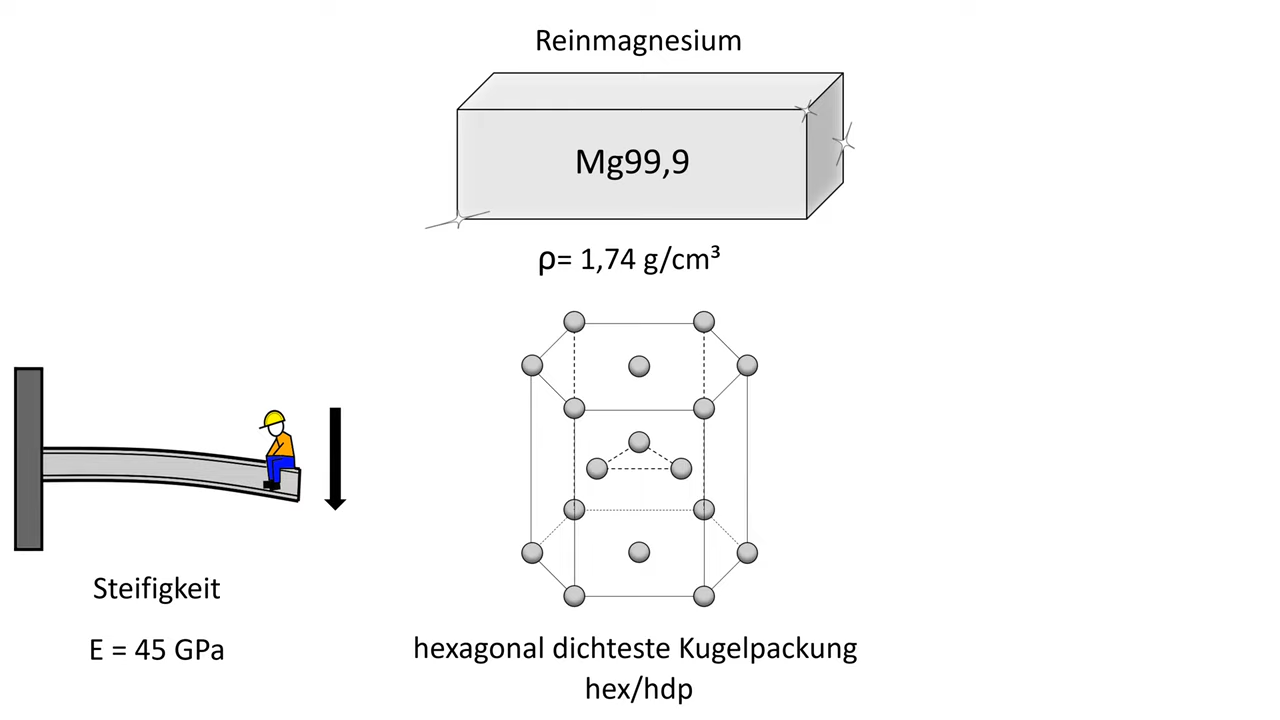 Reinmagnesium
Mg99,9
ρ= 1,74 g/cm³
Steifigkeit
E = 45 GPa
hexagonal dichteste Kugelpackung
hex/hdp